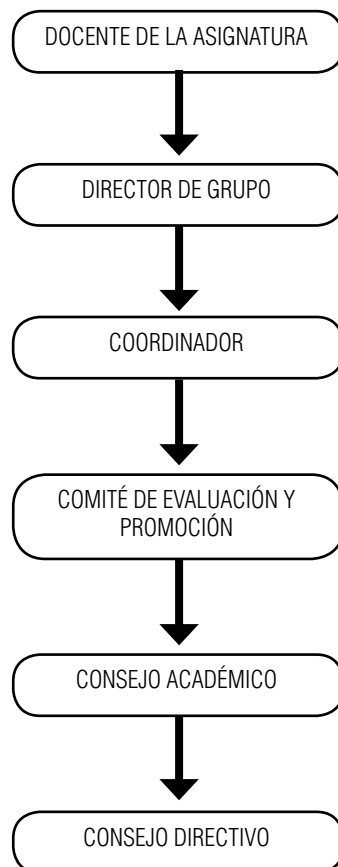 DOCENTE DE LA ASIGNATURA
DIRECTOR DE GRUPO
COORDINADOR
COMITÉ DE EVALUACIÓN Y
PROMOCIÓN
CONSEJO ACADÉMICO
CONSEJO DIRECTIVO